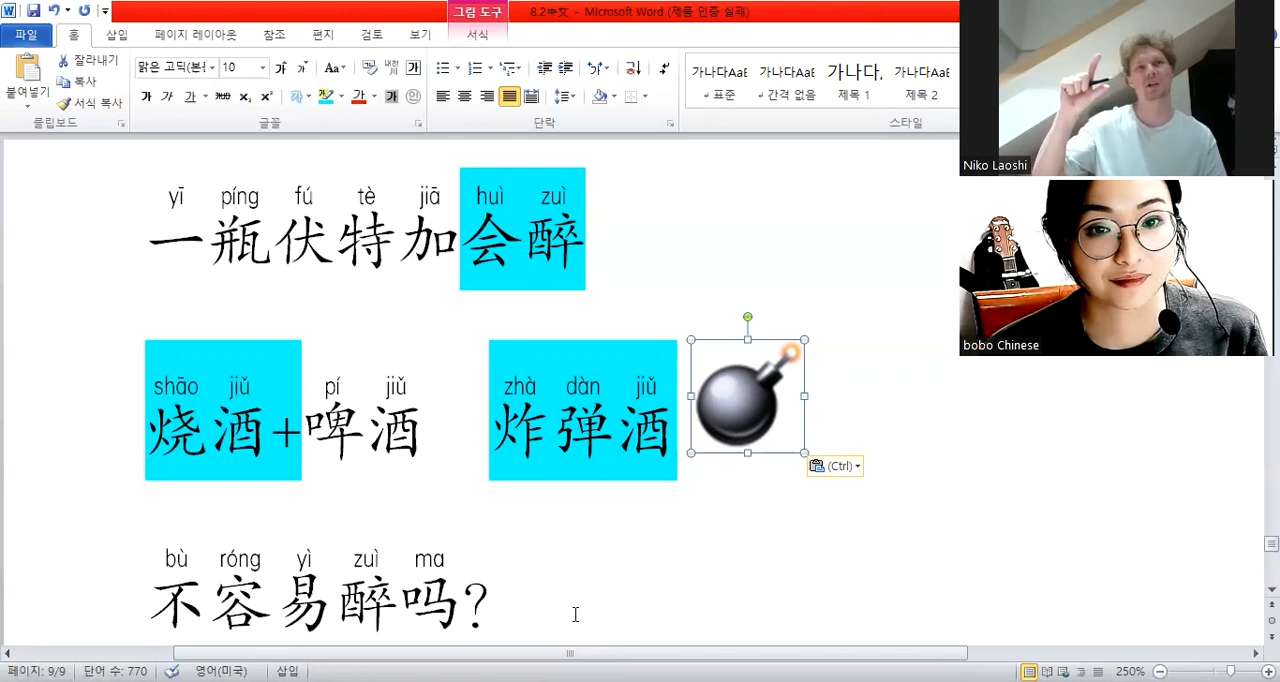 그림 도구
8.2中文 - Microsoft Word (제품 인증 실패)
파일 홈 삽입 페이지 레이아웃 참조 편지 검토 보기 서식
붙여넣기
잘라내기
복사
서식 복사
맑은 고딕(본문 10
가나다AaB 가나다AaB 가나다, 가나다AaB
표준 간격 없음 제목 1 제목 2
클립보드 글꼴 단락 스타일
Niko Laoshi
bobo Chinese
yī píng fú tè jiā huì zuì
一瓶伏特加会醉
shāo jiǔ pí jiǔ zhà dàn jiǔ
烧酒+啤酒 炸弹酒
(Ctrl)
bù róng yì zuì ma
不容易醉吗?
페이지: 9/9 단어 수: 770 영어(미국) 삽입 250%